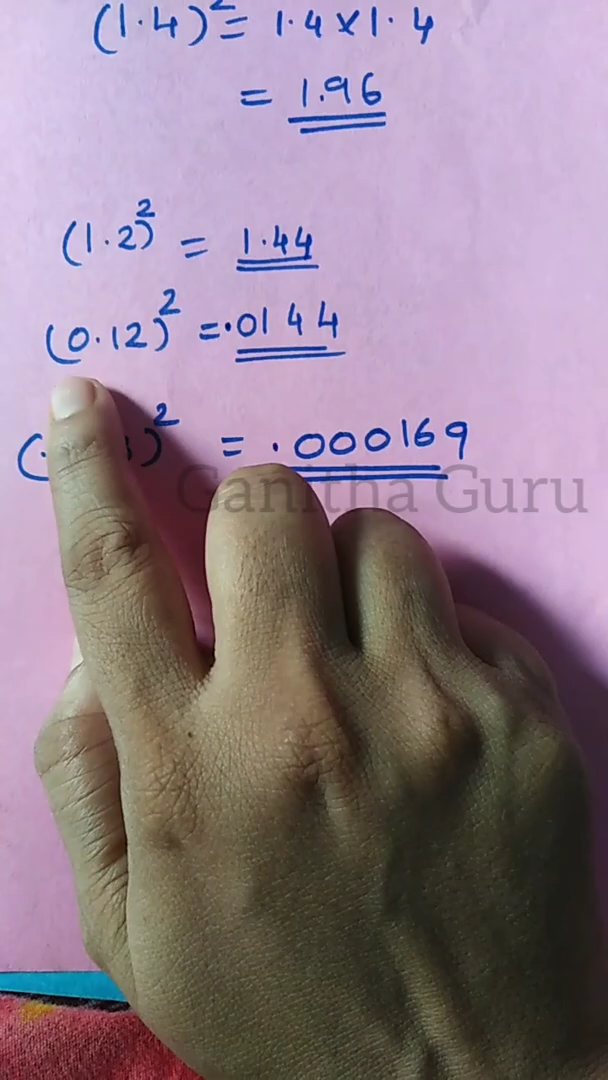 (1.4)² = 1.4 x 1.4
= 1.96
(1.2)² = 1.44
(0.12)² = .0144
(. )² = .000169
Ganitha Guru